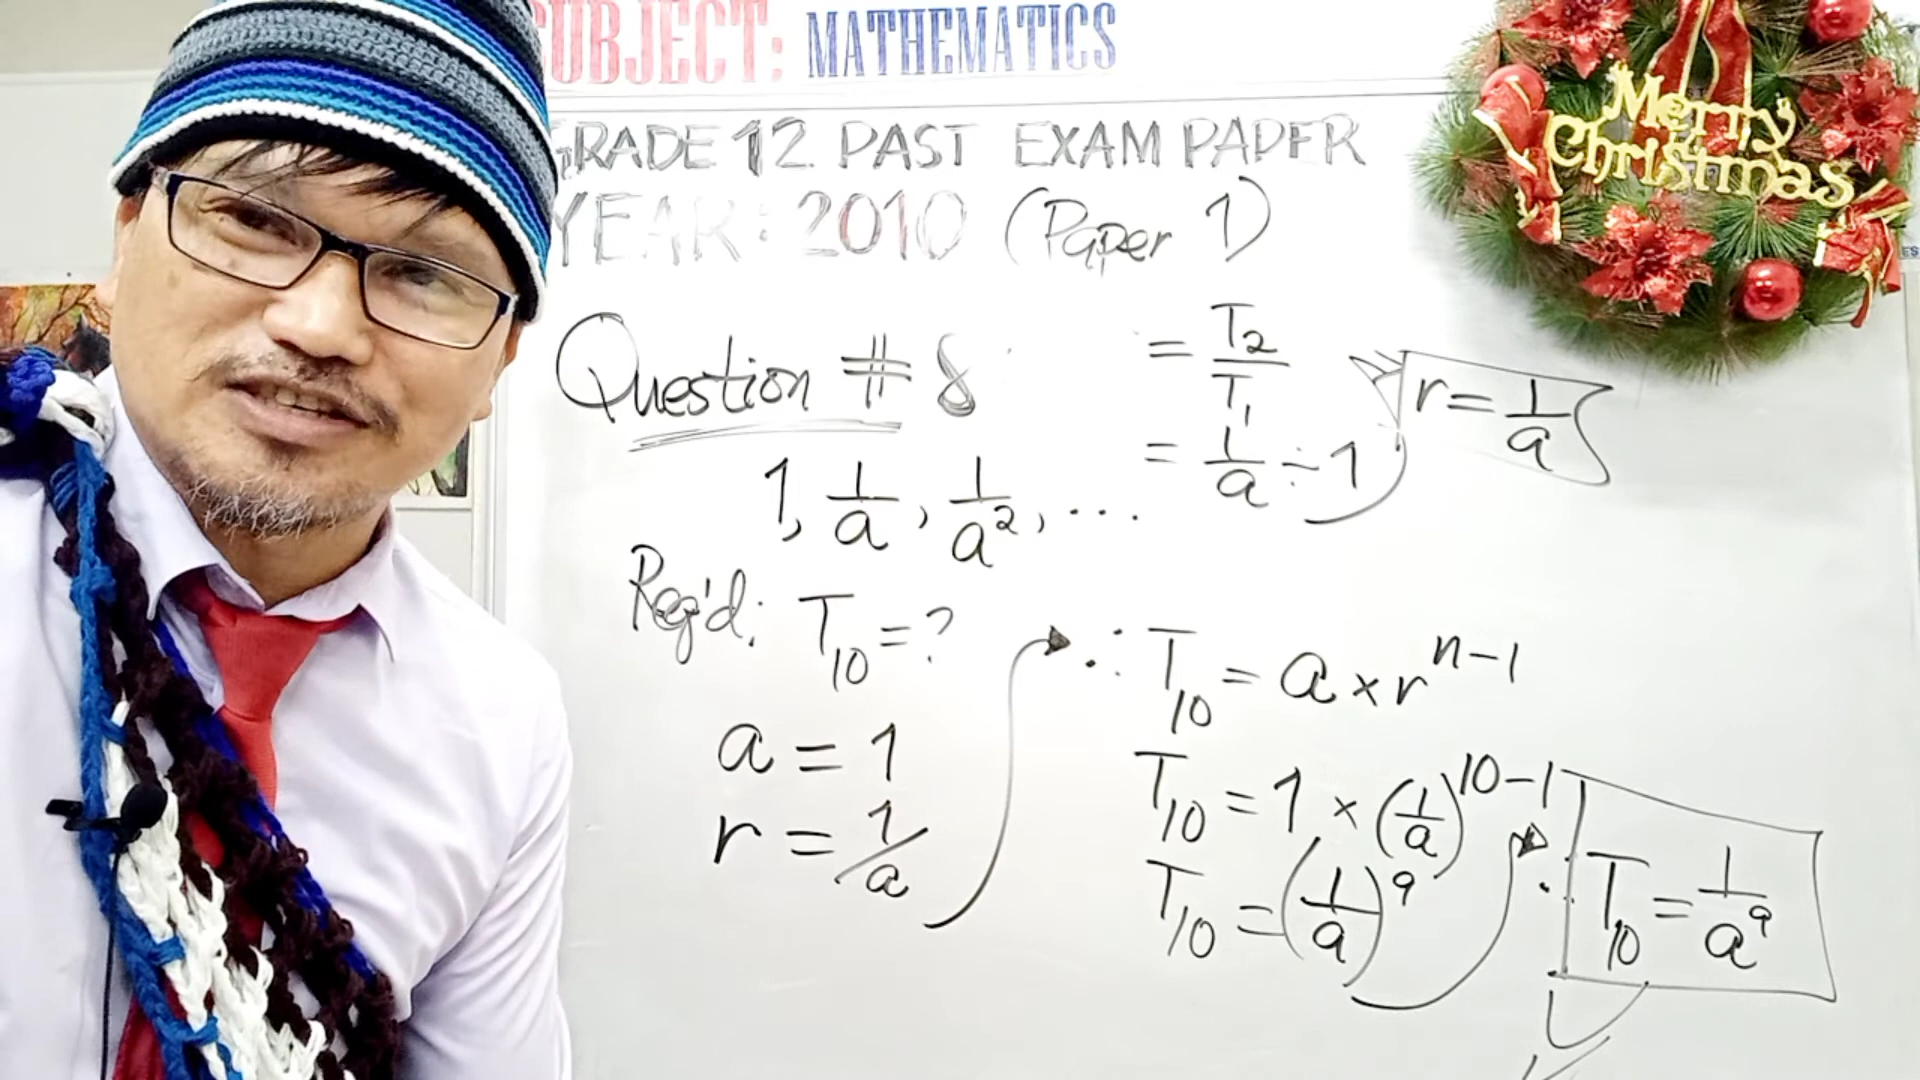 SUBJECT: MATHEMATICS
GRADE 12 PAST EXAM PAPER
YEAR: 2010 (Paper 1)
Question # 8
1, 1/a, 1/a², ...
Req'd: T₁₀ = ?
a = 1
r = 1/a
= T₂/T₁
= 1/a ÷ 1
r = 1/a
∴ T₁₀ = a × r^(n-1)
T₁₀ = 1 × (1/a)^(10-1)
T₁₀ = (1/a)⁹
∴ T₁₀ = 1/a⁹
Merry
Christmas